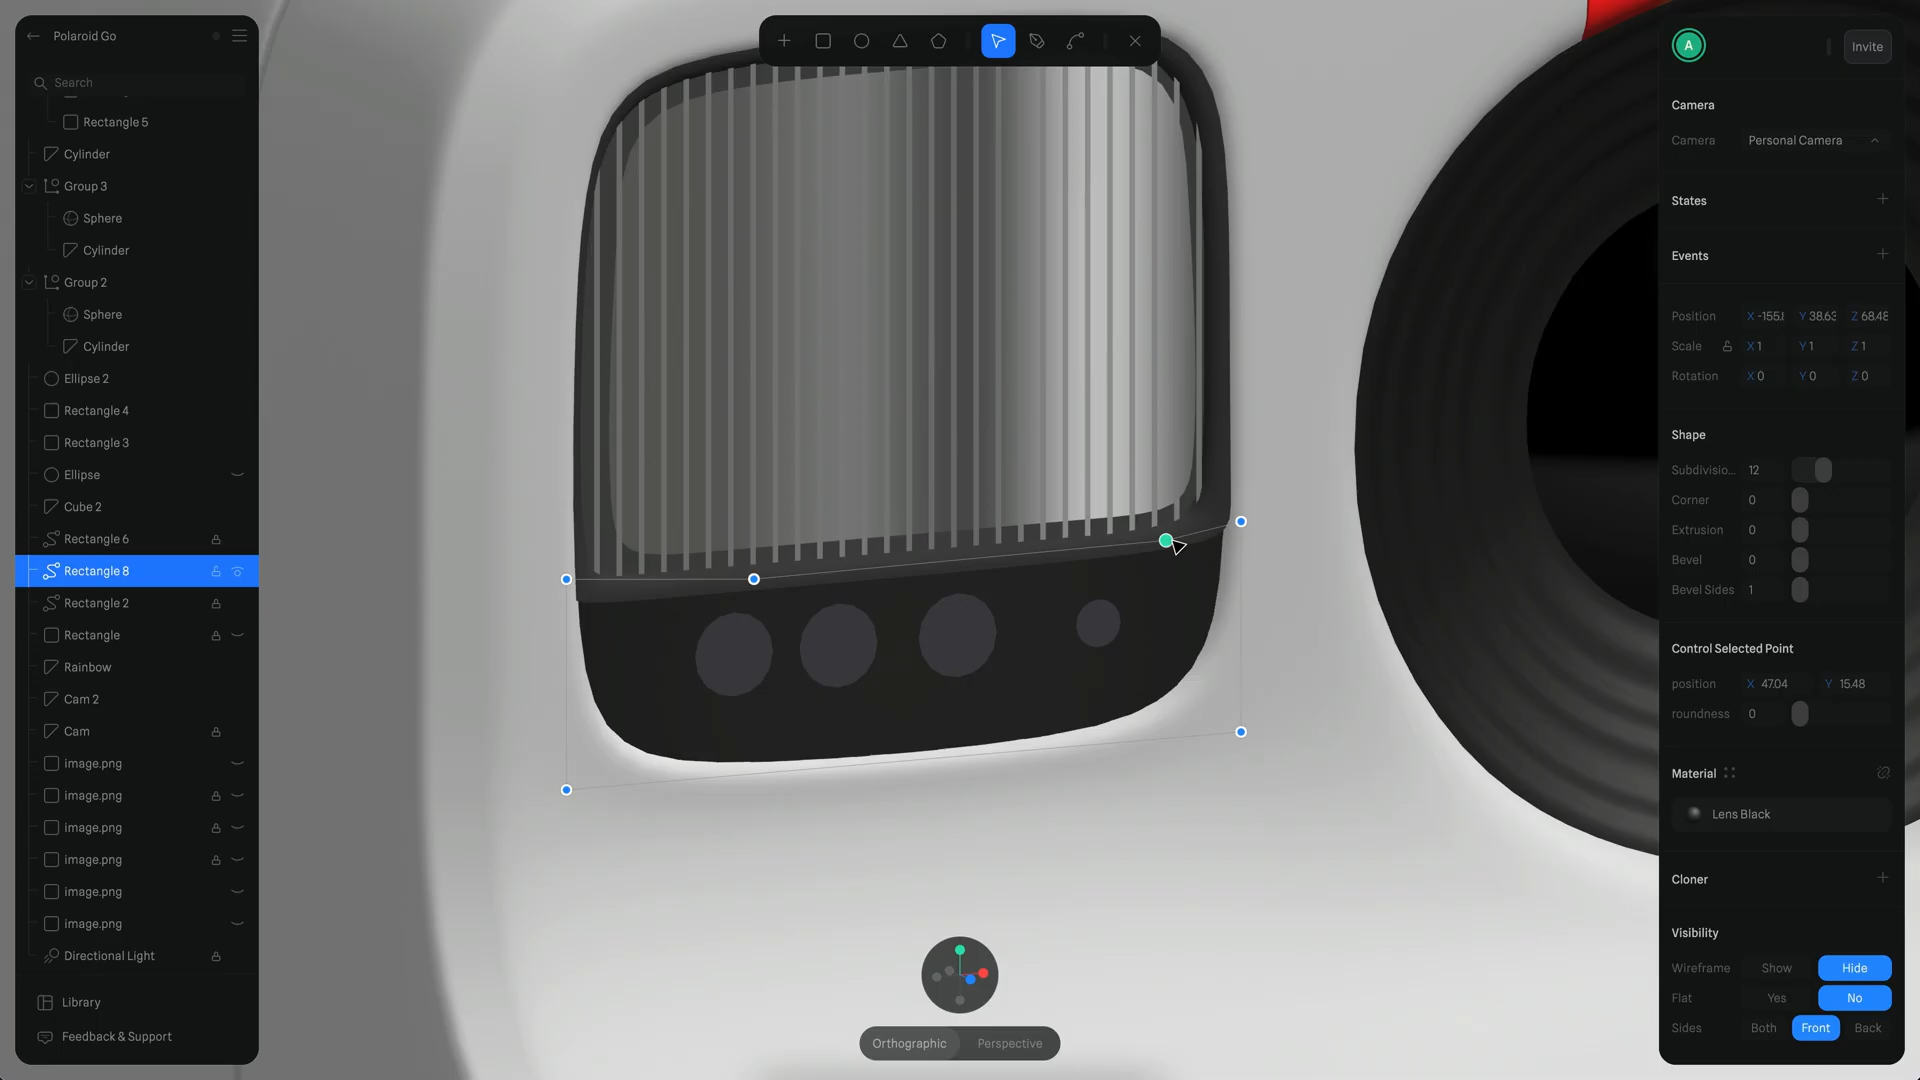 Polaroid Go
Search
Rectangle 5
Cylinder
Group 3
Sphere
Cylinder
Group 2
Sphere
Cylinder
Ellipse 2
Rectangle 4
Rectangle 3
Ellipse
Cube 2
Rectangle 6
Rectangle 8
Rectangle 2
Rectangle
Rainbow
Cam 2
Cam
image.png
image.png
image.png
image.png
image.png
image.png
Directional Light
Library
Feedback & Support
Orthographic Perspective
A Invite
Camera
Camera Personal Camera
States
Events
Position X -155.8 Y 38.63 Z 68.48
Scale X 1 Y 1 Z 1
Rotation X 0 Y 0 Z 0
Shape
Subdivisio... 12
Corner 0
Extrusion 0
Bevel 0
Bevel Sides 1
Control Selected Point
position X 47.04 Y 15.48
roundness 0
Material
Lens Black
Cloner
Visibility
Wireframe Show Hide
Flat Yes No
Sides Both Front Back